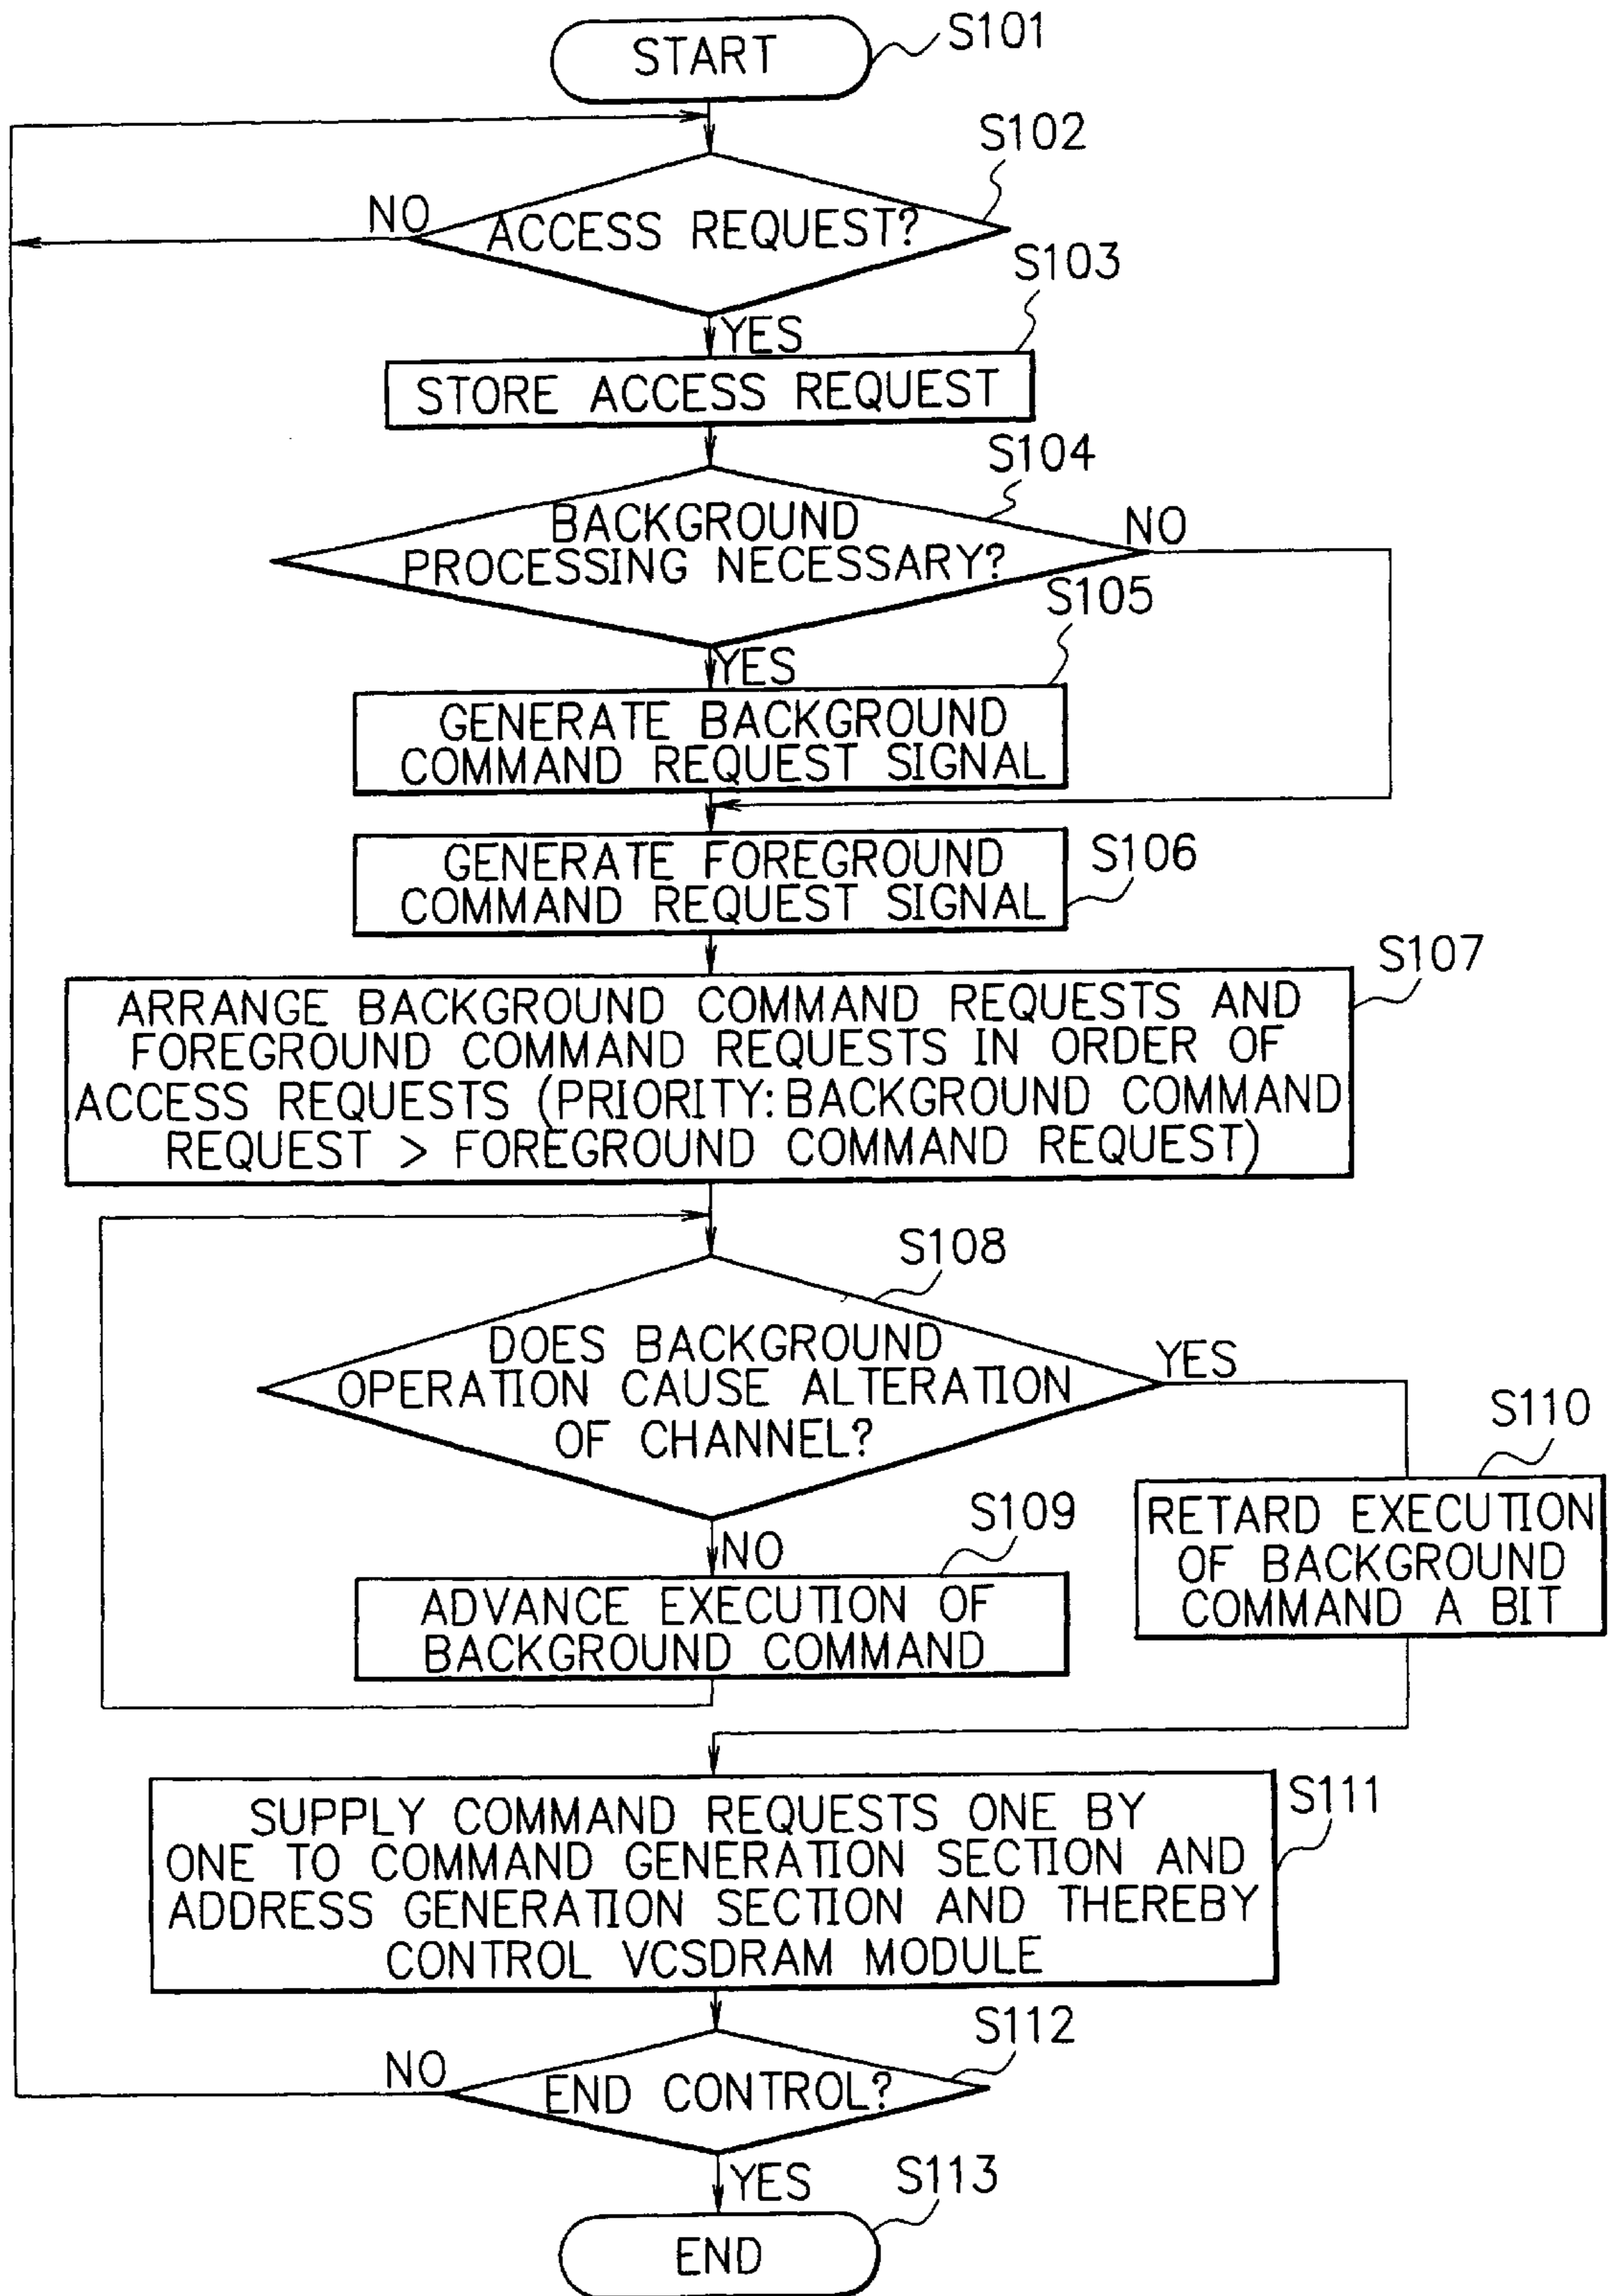 START
S101
S102
NO
ACCESS REQUEST?
S103
YES
STORE ACCESS REQUEST
S104
BACKGROUND
PROCESSING NECESSARY?
NO
S105
YES
GENERATE BACKGROUND
COMMAND REQUEST SIGNAL
GENERATE FOREGROUND
COMMAND REQUEST SIGNAL
S106
S107
ARRANGE BACKGROUND COMMAND REQUESTS AND
FOREGROUND COMMAND REQUESTS IN ORDER OF
ACCESS REQUESTS (PRIORITY:BACKGROUND COMMAND
REQUEST > FOREGROUND COMMAND REQUEST)
S108
DOES BACKGROUND
OPERATION CAUSE ALTERATION
OF CHANNEL?
YES
S110
RETARD EXECUTION
OF BACKGROUND
COMMAND A BIT
S109
NO
ADVANCE EXECUTION OF
BACKGROUND COMMAND
S111
SUPPLY COMMAND REQUESTS ONE BY
ONE TO COMMAND GENERATION SECTION AND
ADDRESS GENERATION SECTION AND THEREBY
CONTROL VCSDRAM MODULE
S112
NO
END CONTROL?
YES
S113
END